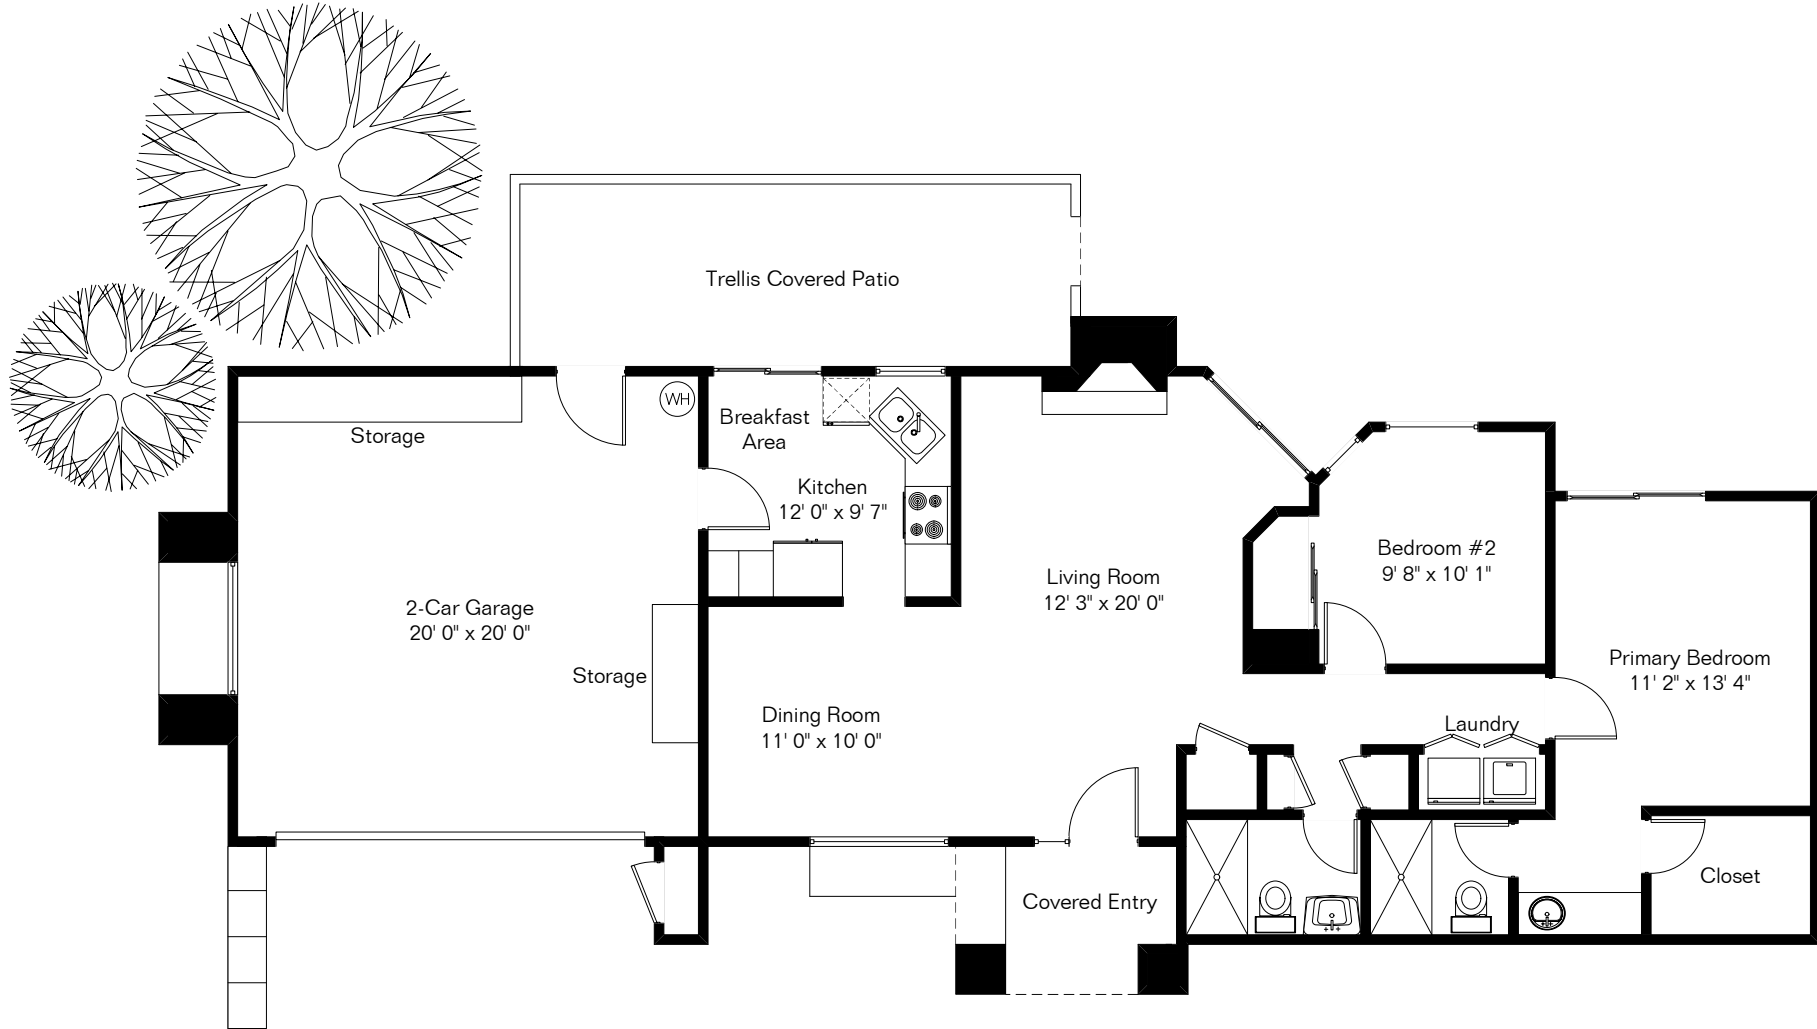 Trellis Covered Patio
WH
Breakfast
Area
Storage
Kitchen
12' 0" x 9' 7"
Bedroom #2
9' 8" x 10' 1"
Living Room
12' 3" x 20' 0"
2-Car Garage
20' 0" x 20' 0"
Primary Bedroom
11' 2" x 13' 4"
Storage
Dining Room
11' 0" x 10' 0"
Laundry
Closet
Covered Entry